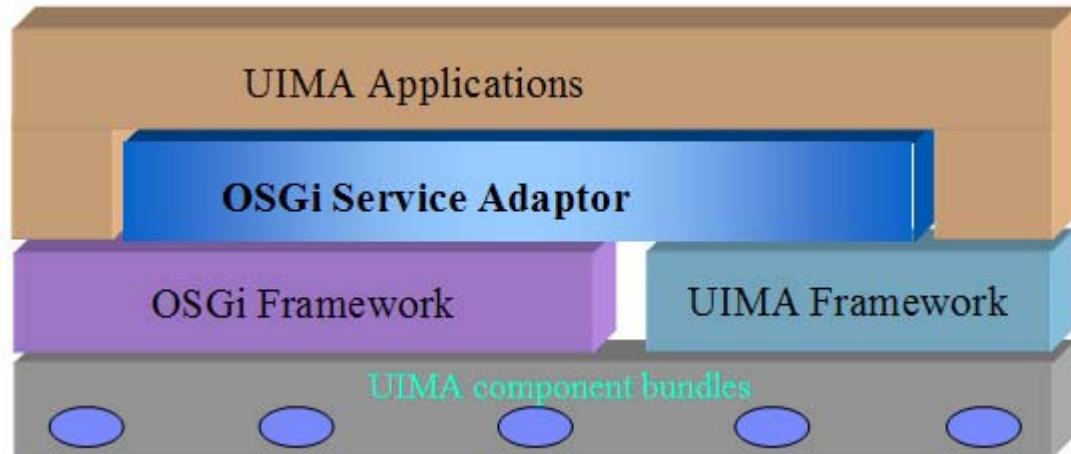 UIMA Applications
OSGi Service Adaptor
OSGi Framework
UIMA Framework
UIMA component bundles